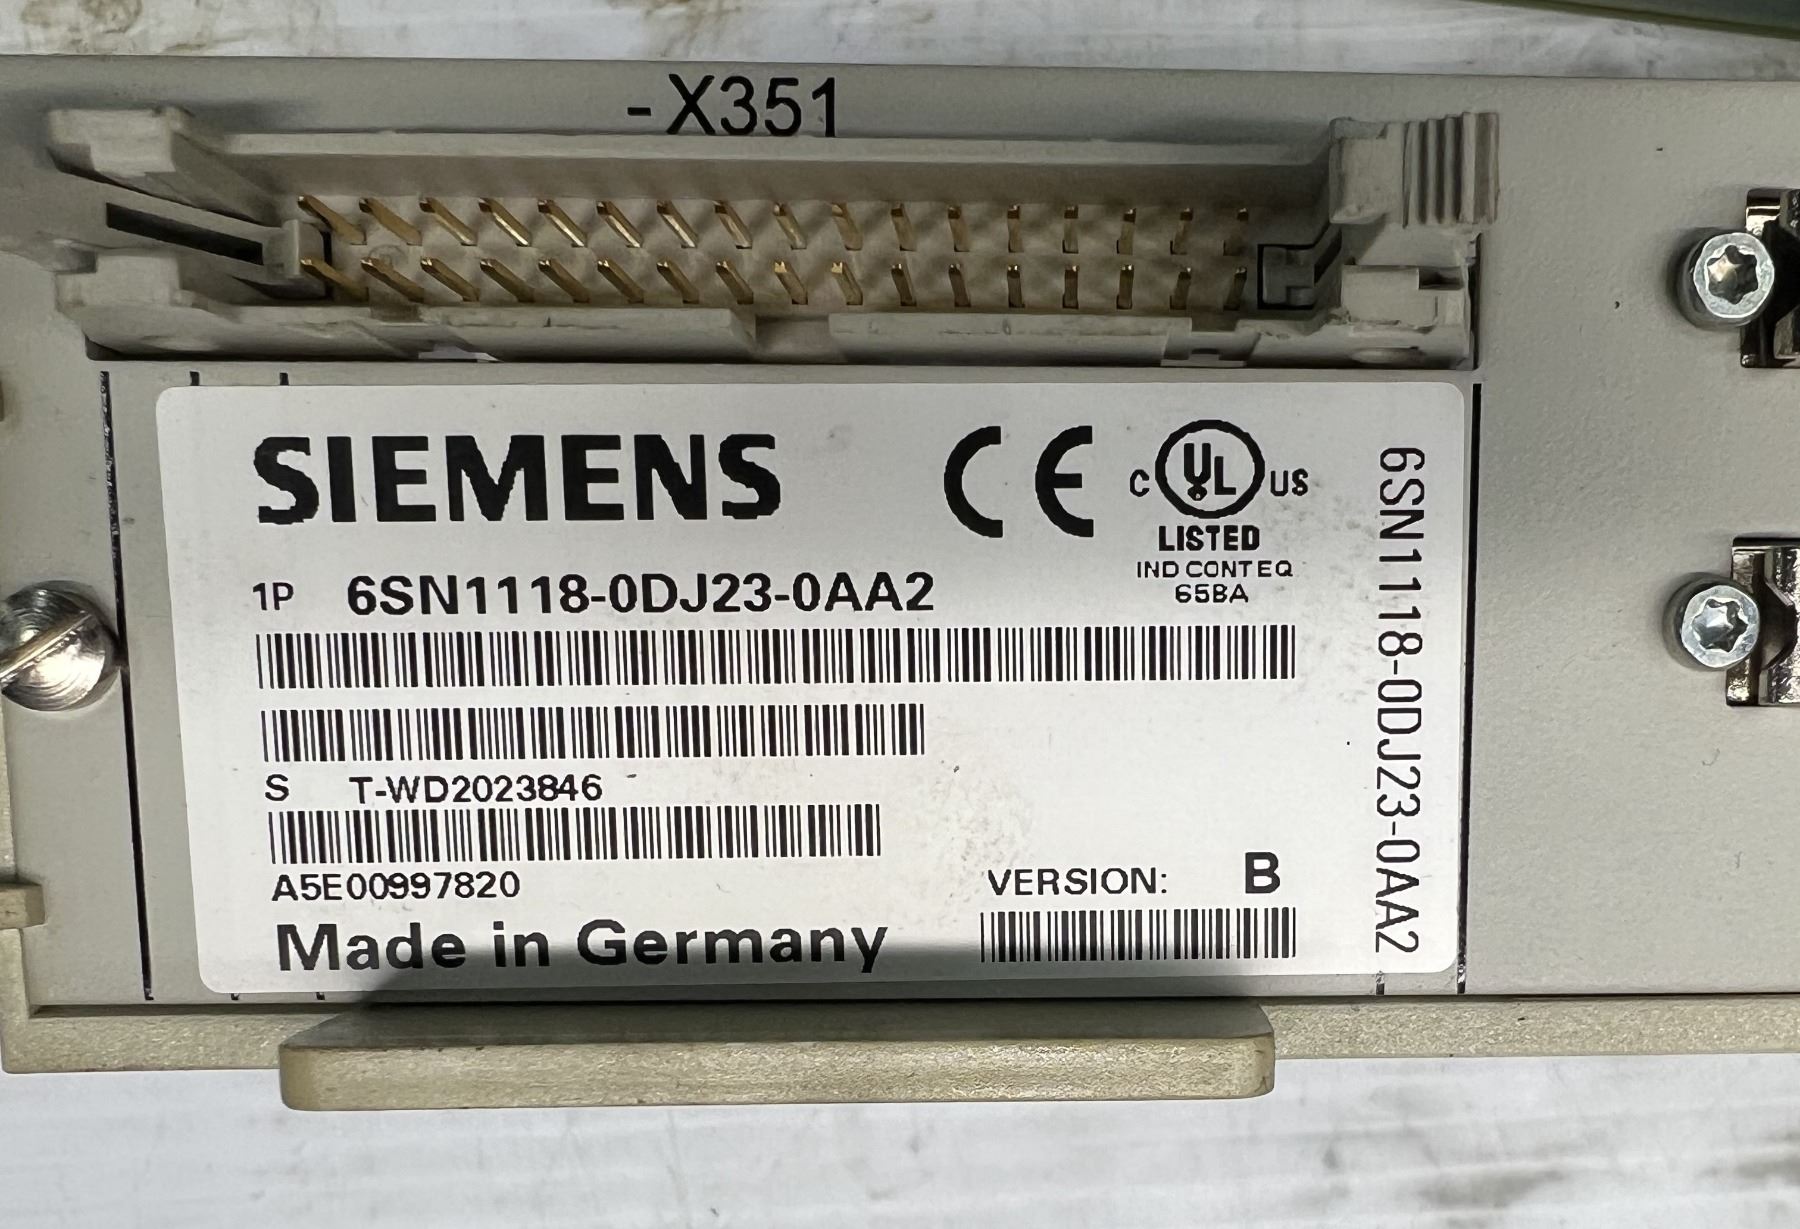 -X351
SIEMENS
CE
C UL US
LISTED
IND CONT EQ
65BA
1P 6SN1118-0DJ23-0AA2
S T-WD2023846
A5E00997820
VERSION: B
Made in Germany
6SN1118-0DJ23-0AA2